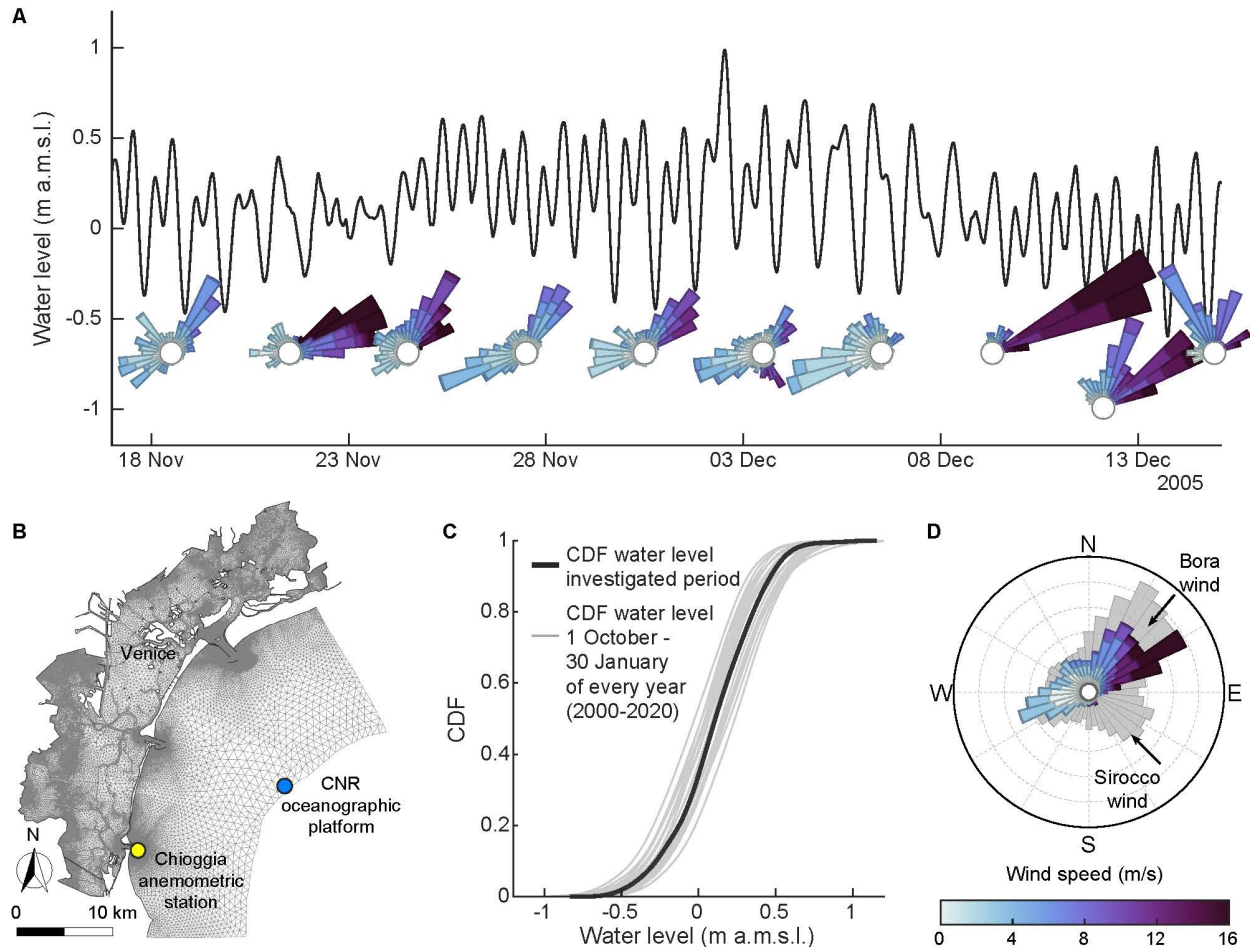 A
Water level (m a.m.s.l.)
1
0.5
0
-0.5
-1
18 Nov
23 Nov
28 Nov
03 Dec
08 Dec
13 Dec
2005
B
Venice
CNR
oceanographic
platform
Chioggia
anemometric
station
N
0
10 km
C
CDF
1
0.8
0.6
0.4
0.2
0
-1
-0.5
0
0.5
1
Water level (m a.m.s.l.)
CDF water level
investigated period
CDF water level
1 October -
30 January
of every year
(2000-2020)
D
N
Bora
wind
W
E
Sirocco
wind
S
Wind speed (m/s)
0
4
8
12
16